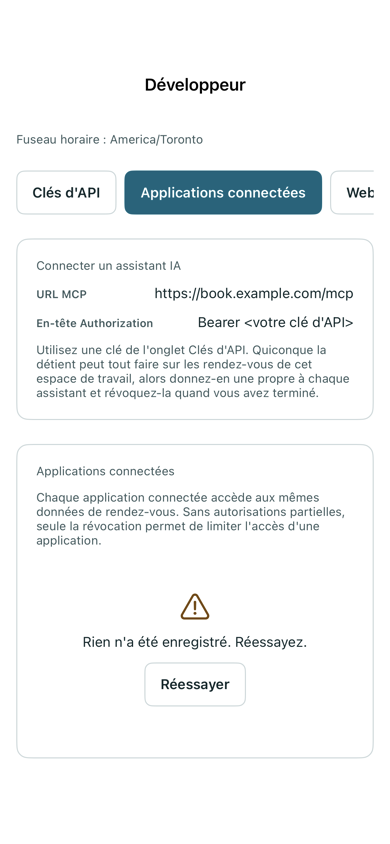 Développeur
Fuseau horaire : America/Toronto
Clés d'API
Applications connectées
Web
Connecter un assistant IA
URL MCP https://book.example.com/mcp
En-tête Authorization Bearer <votre clé d'API>
Utilisez une clé de l'onglet Clés d'API. Quiconque la
détient peut tout faire sur les rendez-vous de cet
espace de travail, alors donnez-en une propre à chaque
assistant et révoquez-la quand vous avez terminé.
Applications connectées
Chaque application connectée accède aux mêmes
données de rendez-vous. Sans autorisations partielles,
seule la révocation permet de limiter l'accès d'une
application.
Rien n'a été enregistré. Réessayez.
Réessayer